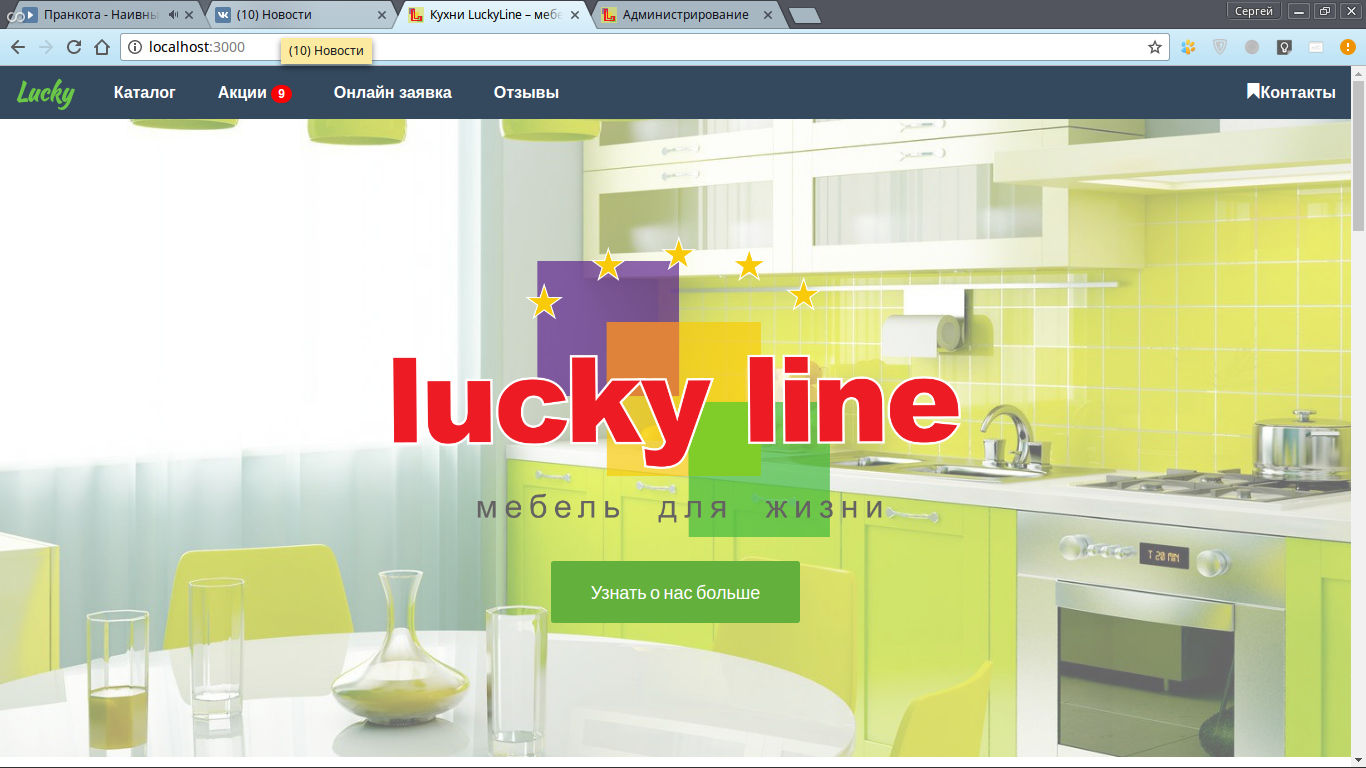 Пранкота - Наивны
(10) Новости
Кухни LuckyLine – мебе
Администрирование
Сергей
localhost:3000
(10) Новости
Lucky
Каталог
Акции 9
Онлайн заявка
Отзывы
Контакты
lucky line
мебель для жизни
Узнать о нас больше
T 20 MIN